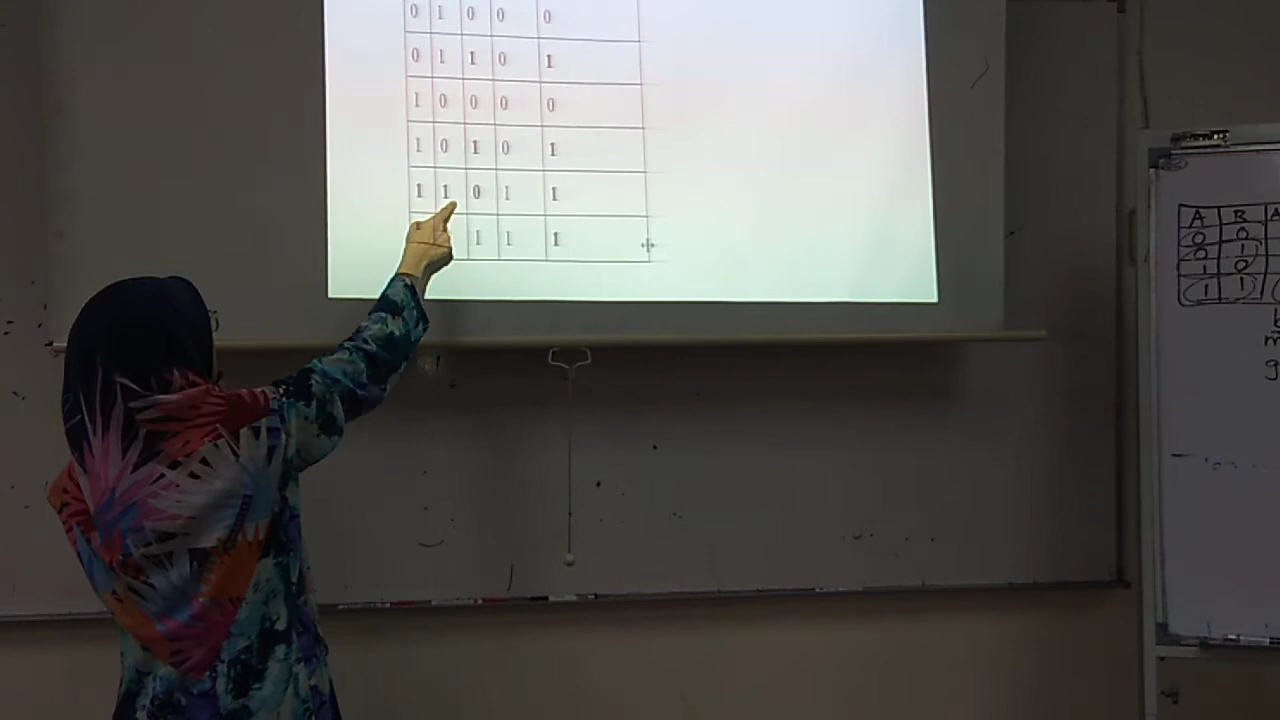 0 1 0 0 0
0 1 1 0 1
1 0 0 0 0
1 0 1 0 1
1 1 0 1 1
1 1 1
A B A
0 0
0 1
1 0
1 1
g